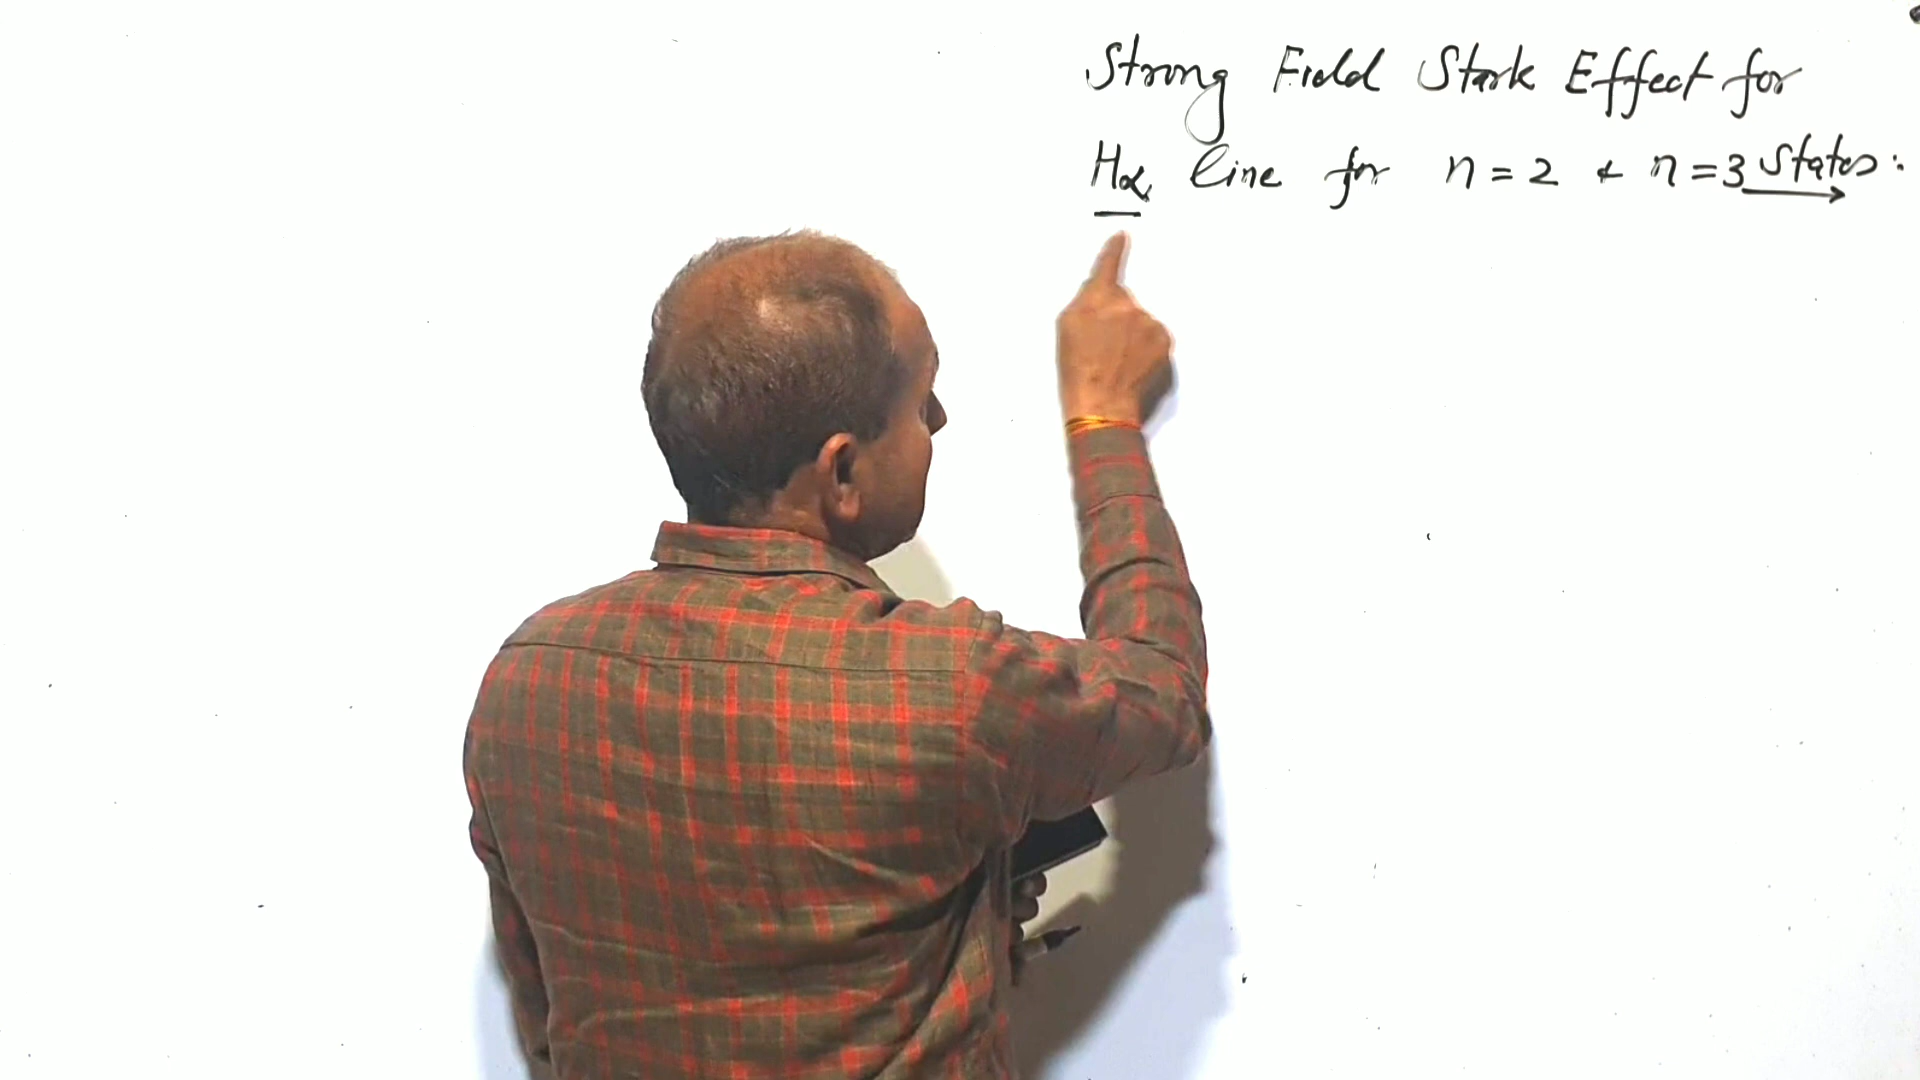 Strong Field Stark Effect for
Hα line for n = 2 & n = 3 States: